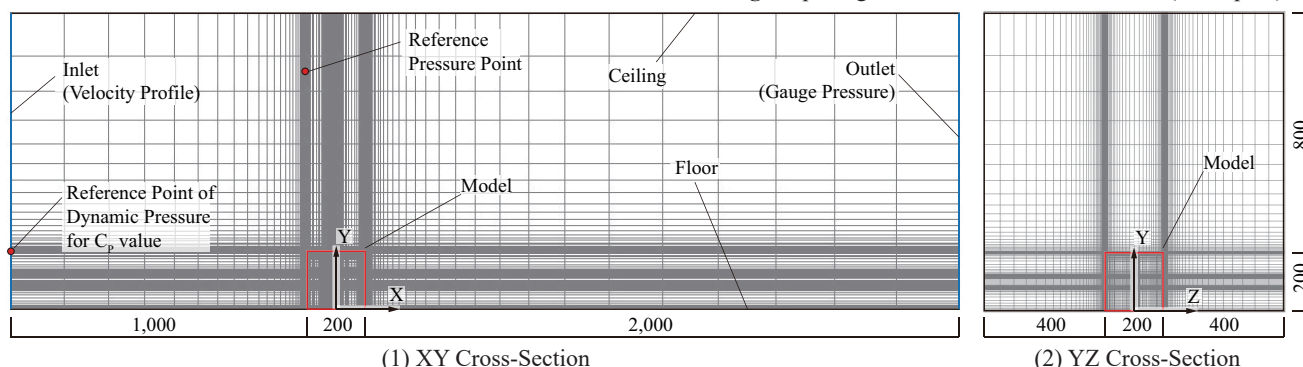 Reference
Pressure Point
Inlet
(Velocity Profile)
Ceiling
Outlet
(Gauge Pressure)
Floor
Model
Reference Point of
Dynamic Pressure
for CP value
Y
X
1,000
200
2,000
(1) XY Cross-Section
Model
Y
Z
800
200
400
200
400
(2) YZ Cross-Section